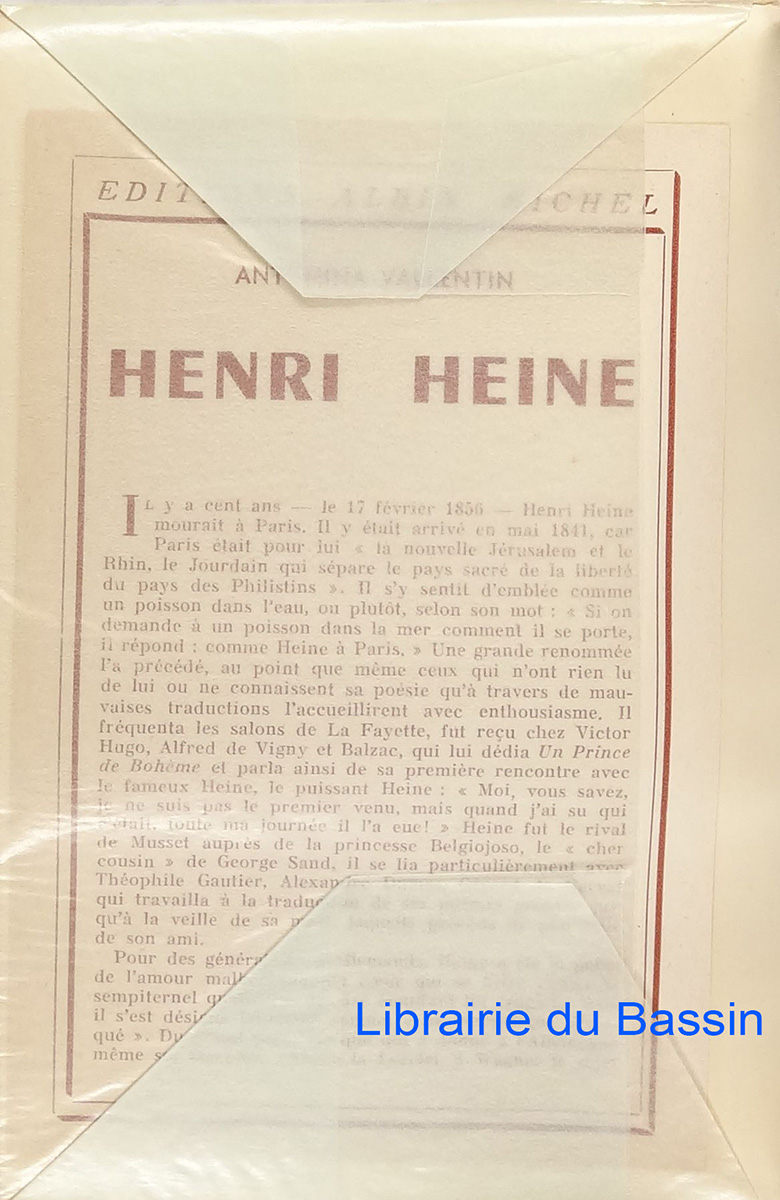 EDIT ALBIN MICHEL
VALLENTIN
HENRI HEINE
IL y a cent ans — le 17 février 1856 — Henri Heine
mourait à Paris. Il y était arrivé en mai 1841, car
Paris était pour lui « la nouvelle Jérusalem et le
Rhin, le Jourdain qui sépare le pays sacré de la liberté
du pays des Philistins ». Il s'y sentit d'emblée comme
un poisson dans l'eau, ou plutôt, selon son mot : « Si on
demande à un poisson dans la mer comment il se porte,
il répond : comme Heine à Paris. » Une grande renommée
l'a précédé, au point que même ceux qui n'ont rien lu
de lui ou ne connaissent sa poésie qu'à travers de mau-
vaises traductions l'accueillirent avec enthousiasme. Il
fréquenta les salons de La Fayette, fut reçu chez Victor
Hugo, Alfred de Vigny et Balzac, qui lui dédia Un Prince
de Bohême et parla ainsi de sa première rencontre avec
le fameux Heine, le puissant Heine : « Moi, vous savez,
je ne suis pas le premier venu, mais quand j'ai su qui
c'était, toute ma journée il l'a eue! » Heine fut le rival
de Musset auprès de la princesse Belgiojoso, le « cher
cousin » de George Sand, il se lia particulièrement avec
Théophile Gautier,
qui travailla à la
qu'à la veille de sa
de son ami.
Pour des
de l'amour
sempiternel
il s'est
qué ».
même
Librairie du Bassin